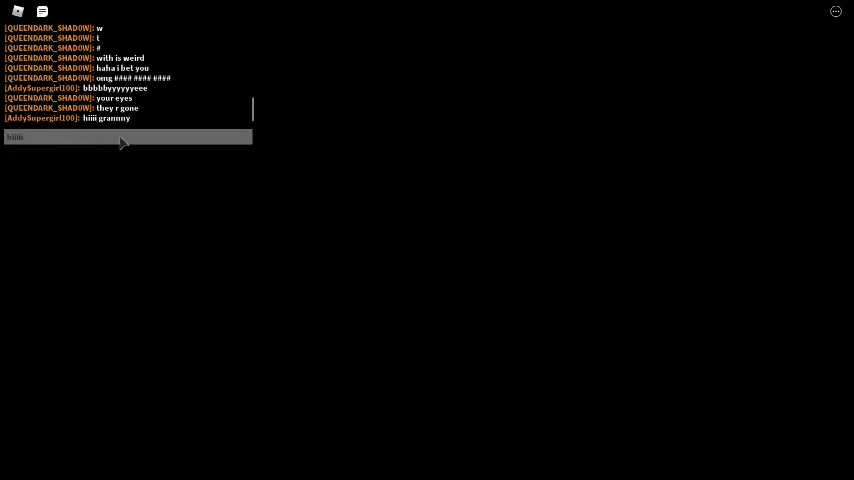 [QUEENDARK_SHADOW]: w
[QUEENDARK_SHADOW]: t
[QUEENDARK_SHADOW]: #
[QUEENDARK_SHADOW]: with is weird
[QUEENDARK_SHADOW]: haha i bet you
[QUEENDARK_SHADOW]: omg #### #### ####
[AddySupergirl100]: bbbbbyyyyyyeee
[QUEENDARK_SHADOW]: your eyes
[QUEENDARK_SHADOW]: they r gone
[AddySupergirl100]: hiiii grannny